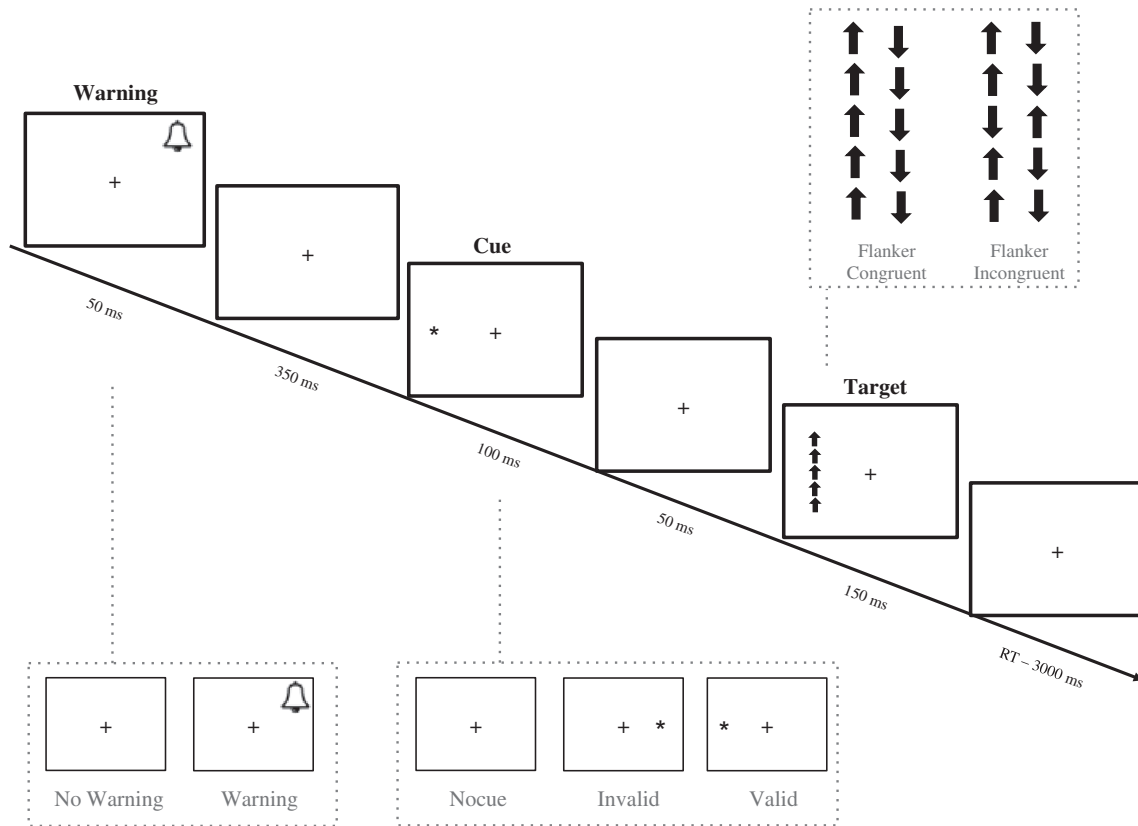 Warning
+
50 ms
+
350 ms
Cue
* +
100 ms
+
50 ms
Flanker
Congruent
Flanker
Incongruent
Target
+
150 ms
+
RT – 3000 ms
+
+
No Warning
Warning
+
+ *
* +
Nocue
Invalid
Valid